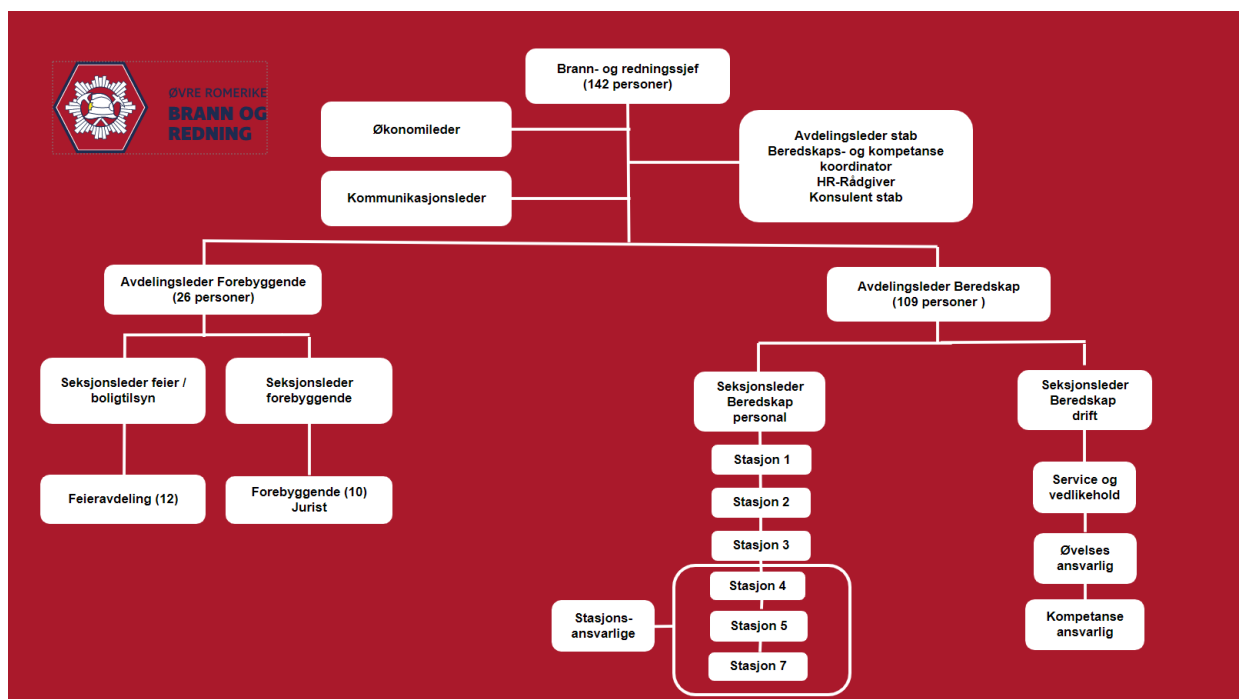 ØVRE ROMERIKE
BRANN OG
REDNING
Brann- og redningssjef
(142 personer)
Økonomileder
Kommunikasjonsleder
Avdelingsleder stab
Beredskaps- og kompetanse
koordinator
HR-Rådgiver
Konsulent stab
Avdelingsleder Forebyggende
(26 personer)
Avdelingsleder Beredskap
(109 personer )
Seksjonsleder feier /
boligtilsyn
Seksjonsleder
forebyggende
Feieravdeling (12)
Forebyggende (10)
Jurist
Seksjonsleder
Beredskap
personal
Stasjon 1
Stasjon 2
Stasjon 3
Stasjon 4
Stasjon 5
Stasjon 7
Stasjons-
ansvarlige
Seksjonsleder
Beredskap
drift
Service og
vedlikehold
Øvelses
ansvarlig
Kompetanse
ansvarlig